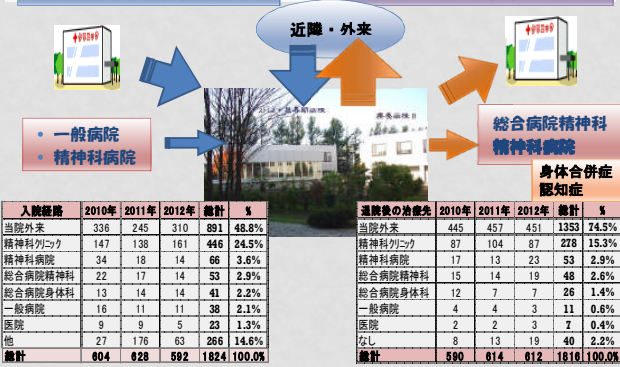 近隣・外来
• 一般病院
• 精神科病院
総合病院精神科
精神科病院
身体合併症
認知症
入院経路 2010年 2011年 2012年 総計 %
当院外来 336 245 310 891 48.8%
精神科クリニック 147 138 161 446 24.5%
精神科病院 34 18 14 66 3.6%
総合病院精神科 22 17 14 53 2.9%
総合病院身体科 13 14 14 41 2.2%
一般病院 16 11 11 38 2.1%
医院 9 9 5 23 1.3%
他 27 176 63 266 14.6%
総計 604 628 592 1824 100.0%
退院後の治療先 2010年 2011年 2012年 総計 %
当院外来 445 457 451 1353 74.5%
精神科クリニック 87 104 87 278 15.3%
精神科病院 17 13 23 53 2.9%
総合病院精神科 15 14 19 48 2.6%
総合病院身体科 12 7 7 26 1.4%
一般病院 4 4 3 11 0.6%
医院 2 2 3 7 0.4%
なし 8 13 19 40 2.2%
総計 590 614 612 1816 100.0%